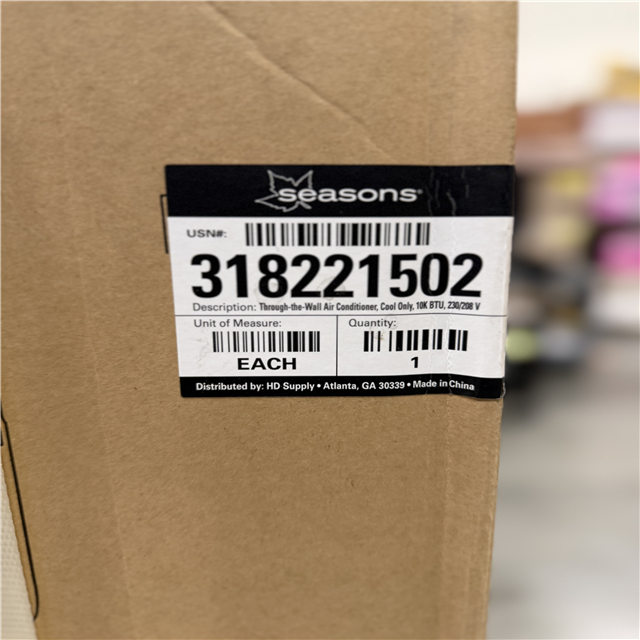 seasons
USN#:
318221502
Description: Through-the-Wall Air Conditioner, Cool Only, 10K BTU, 230/208 V
Unit of Measure: Quantity:
EACH 1
Distributed by: HD Supply • Atlanta, GA 30339 • Made in China